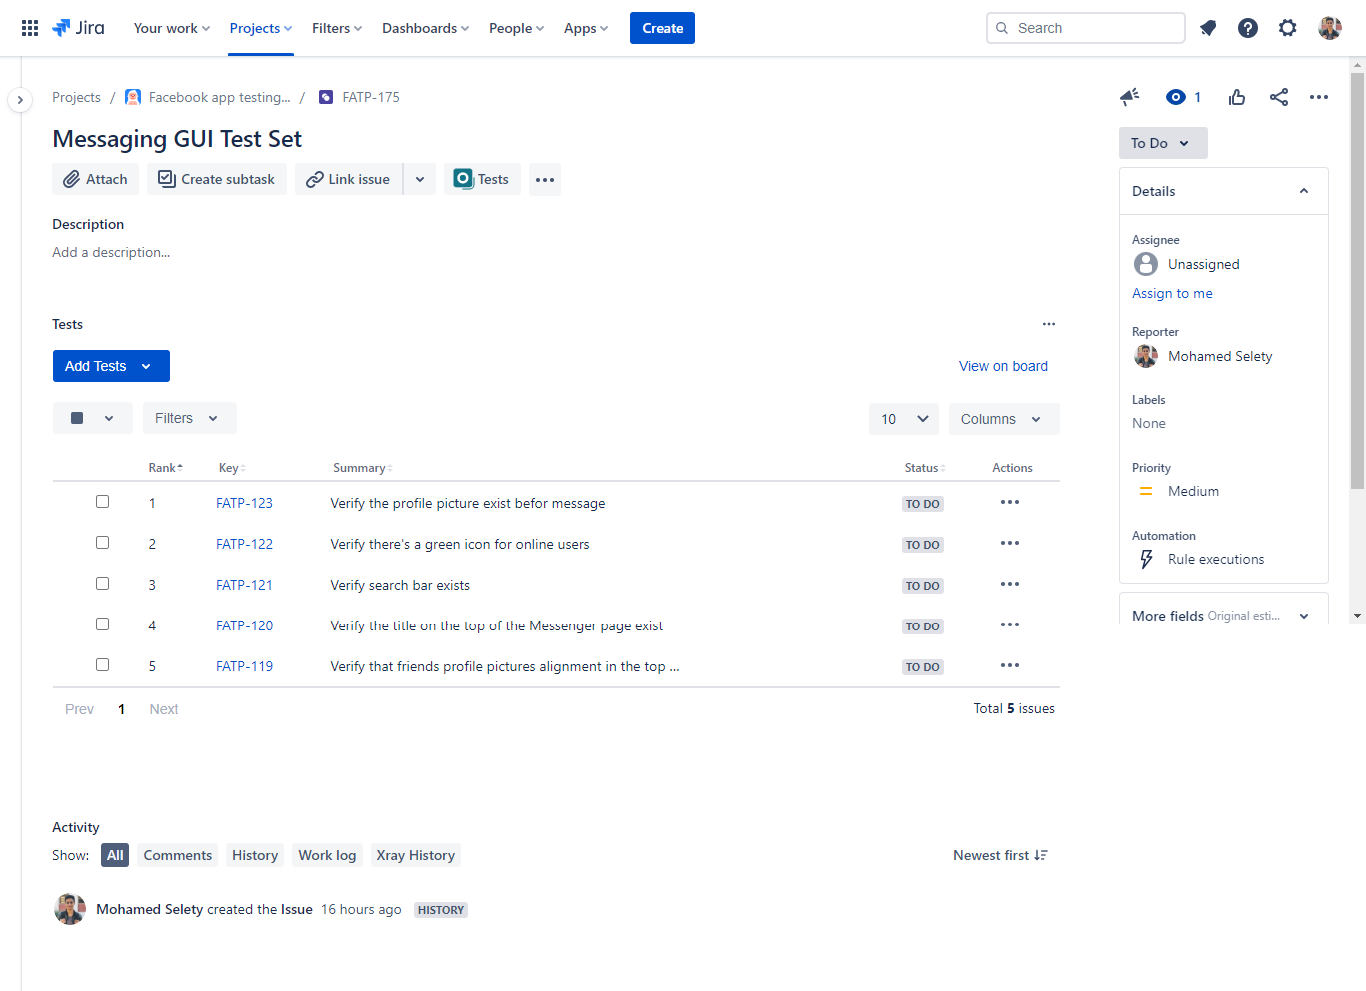 Jira Your work Projects Filters Dashboards People Apps Create Search
Projects / Facebook app testing... / FATP-175
1
Messaging GUI Test Set
To Do
Attach Create subtask Link issue Tests
Details
Description
Add a description...
Assignee
Unassigned
Assign to me
Tests
Reporter
Mohamed Selety
Add Tests
View on board
Labels
None
Filters
10
Columns
Priority
Medium
Rank Key Summary Status Actions
1 FATP-123 Verify the profile picture exist befor message TO DO
2 FATP-122 Verify there's a green icon for online users TO DO
Automation
Rule executions
3 FATP-121 Verify search bar exists TO DO
More fields Original esti...
4 FATP-120 Verify the title on the top of the Messenger page exist TO DO
5 FATP-119 Verify that friends profile pictures alignment in the top ... TO DO
Prev 1 Next
Total 5 issues
Activity
Show: All Comments History Work log Xray History
Newest first
Mohamed Selety created the Issue 16 hours ago HISTORY